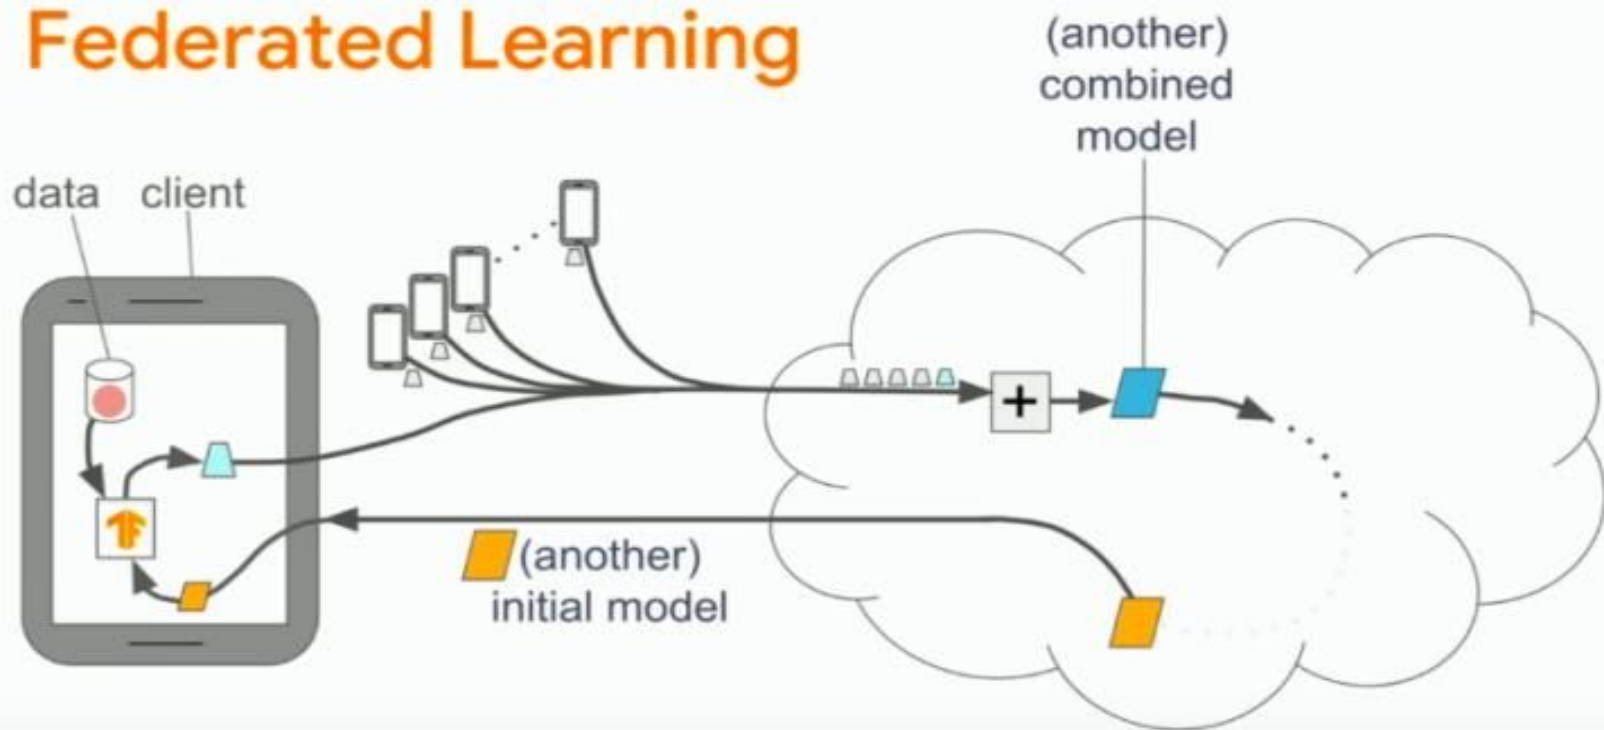 Federated Learning
(another)
combined
model
data
client
+
(another)
initial model